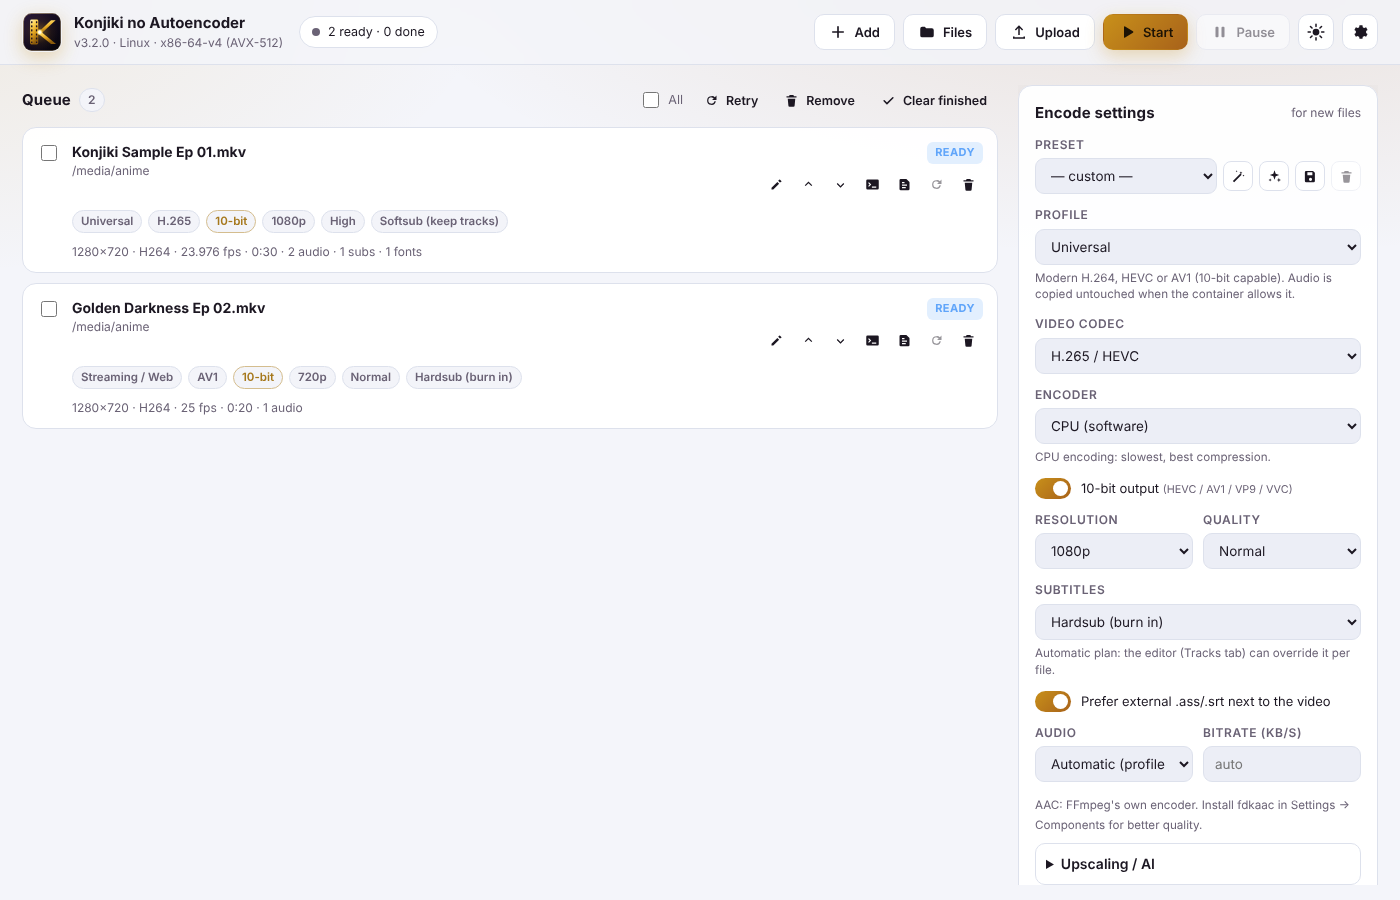 Konjiki no Autoencoder
v3.2.0 · Linux · x86-64-v4 (AVX-512)
2 ready · 0 done
Add
Files
Upload
Start
Pause
Queue 2
All
Retry
Remove
Clear finished
Konjiki Sample Ep 01.mkv
READY
/media/anime
Universal
H.265
10-bit
1080p
High
Softsub (keep tracks)
1280×720 · H264 · 23.976 fps · 0:30 · 2 audio · 1 subs · 1 fonts
Golden Darkness Ep 02.mkv
READY
/media/anime
Streaming / Web
AV1
10-bit
720p
Normal
Hardsub (burn in)
1280×720 · H264 · 25 fps · 0:20 · 1 audio
Encode settings
for new files
PRESET
— custom —
PROFILE
Universal
Modern H.264, HEVC or AV1 (10-bit capable). Audio is
copied untouched when the container allows it.
VIDEO CODEC
H.265 / HEVC
ENCODER
CPU (software)
CPU encoding: slowest, best compression.
10-bit output (HEVC / AV1 / VP9 / VVC)
RESOLUTION
QUALITY
1080p
Normal
SUBTITLES
Hardsub (burn in)
Automatic plan: the editor (Tracks tab) can override it per
file.
Prefer external .ass/.srt next to the video
AUDIO
BITRATE (KB/S)
Automatic (profile
auto
AAC: FFmpeg's own encoder. Install fdkaac in Settings →
Components for better quality.
Upscaling / AI